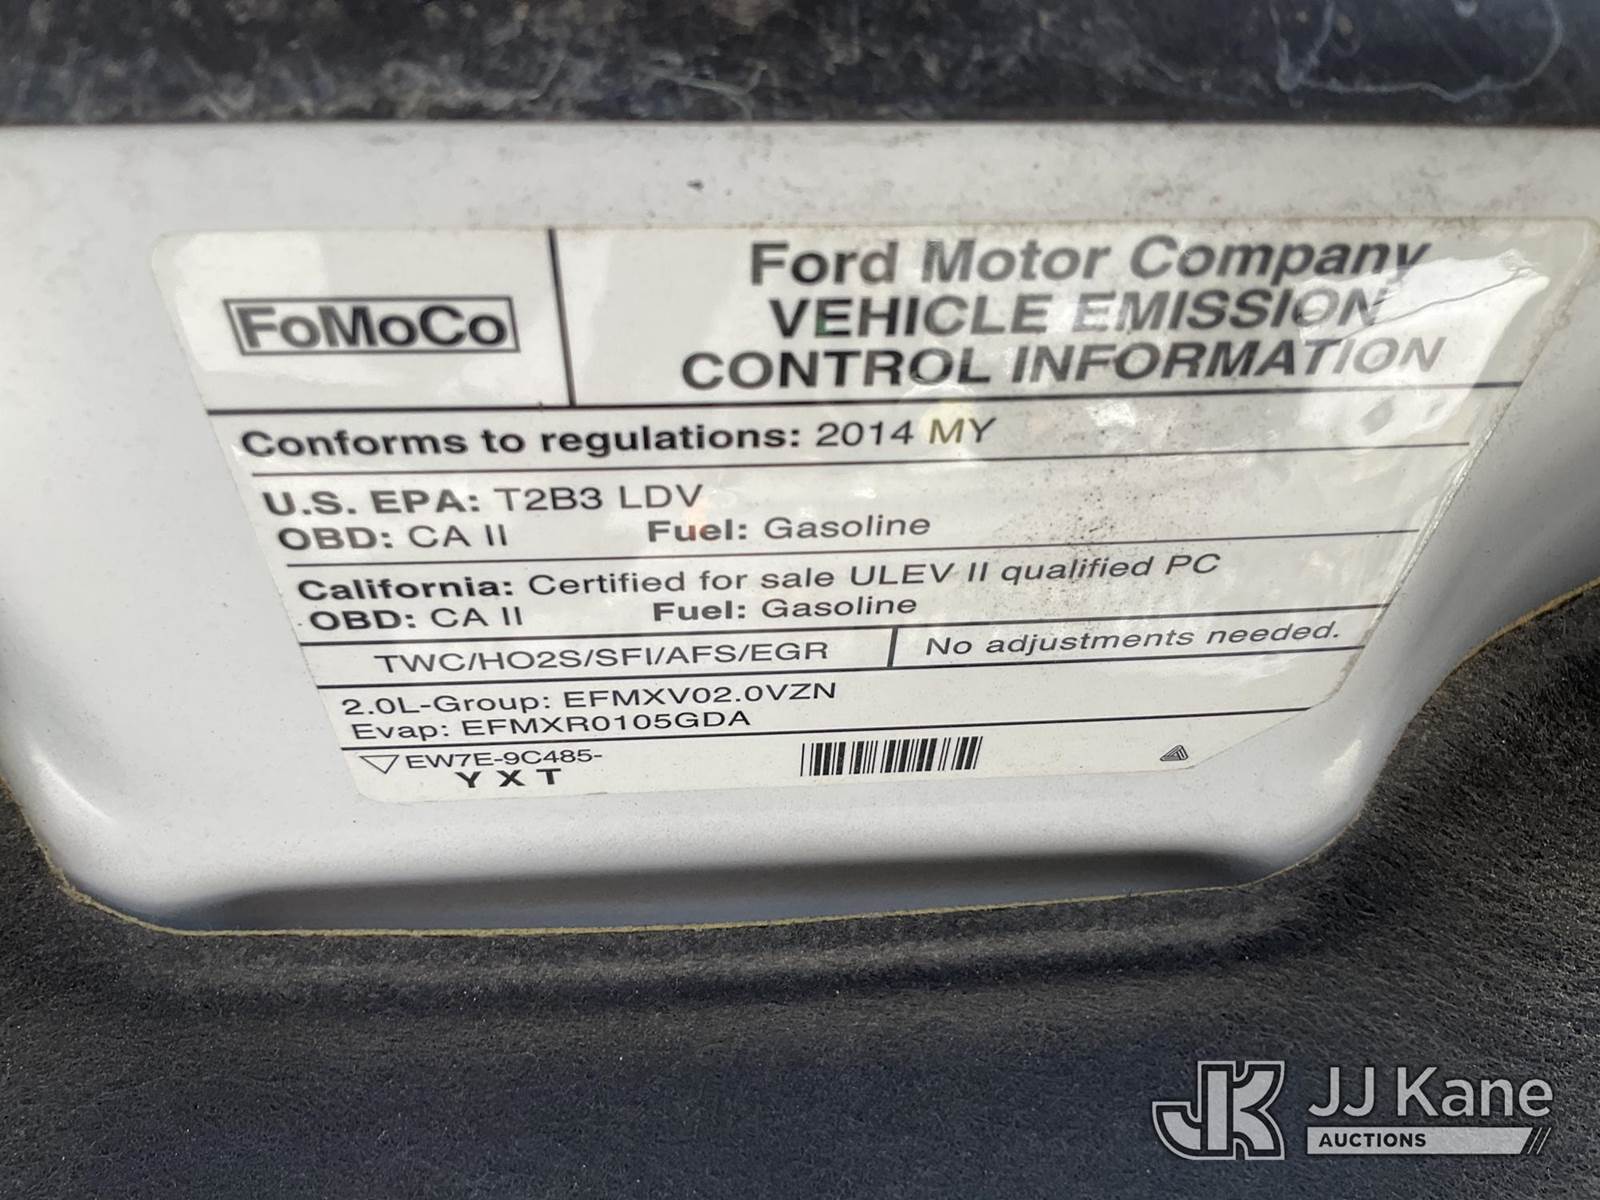 FoMoCo
Ford Motor Company
VEHICLE EMISSION
CONTROL INFORMATION
Conforms to regulations: 2014 MY
U.S. EPA: T2B3 LDV
OBD: CA II Fuel: Gasoline
California: Certified for sale ULEV II qualified PC
OBD: CA II Fuel: Gasoline
TWC/HO2S/SFI/AFS/EGR No adjustments needed.
2.0L-Group: EFMXV02.0VZN
Evap: EFMXR0105GDA
EW7E-9C485-
YXT
JK JJ Kane
AUCTIONS